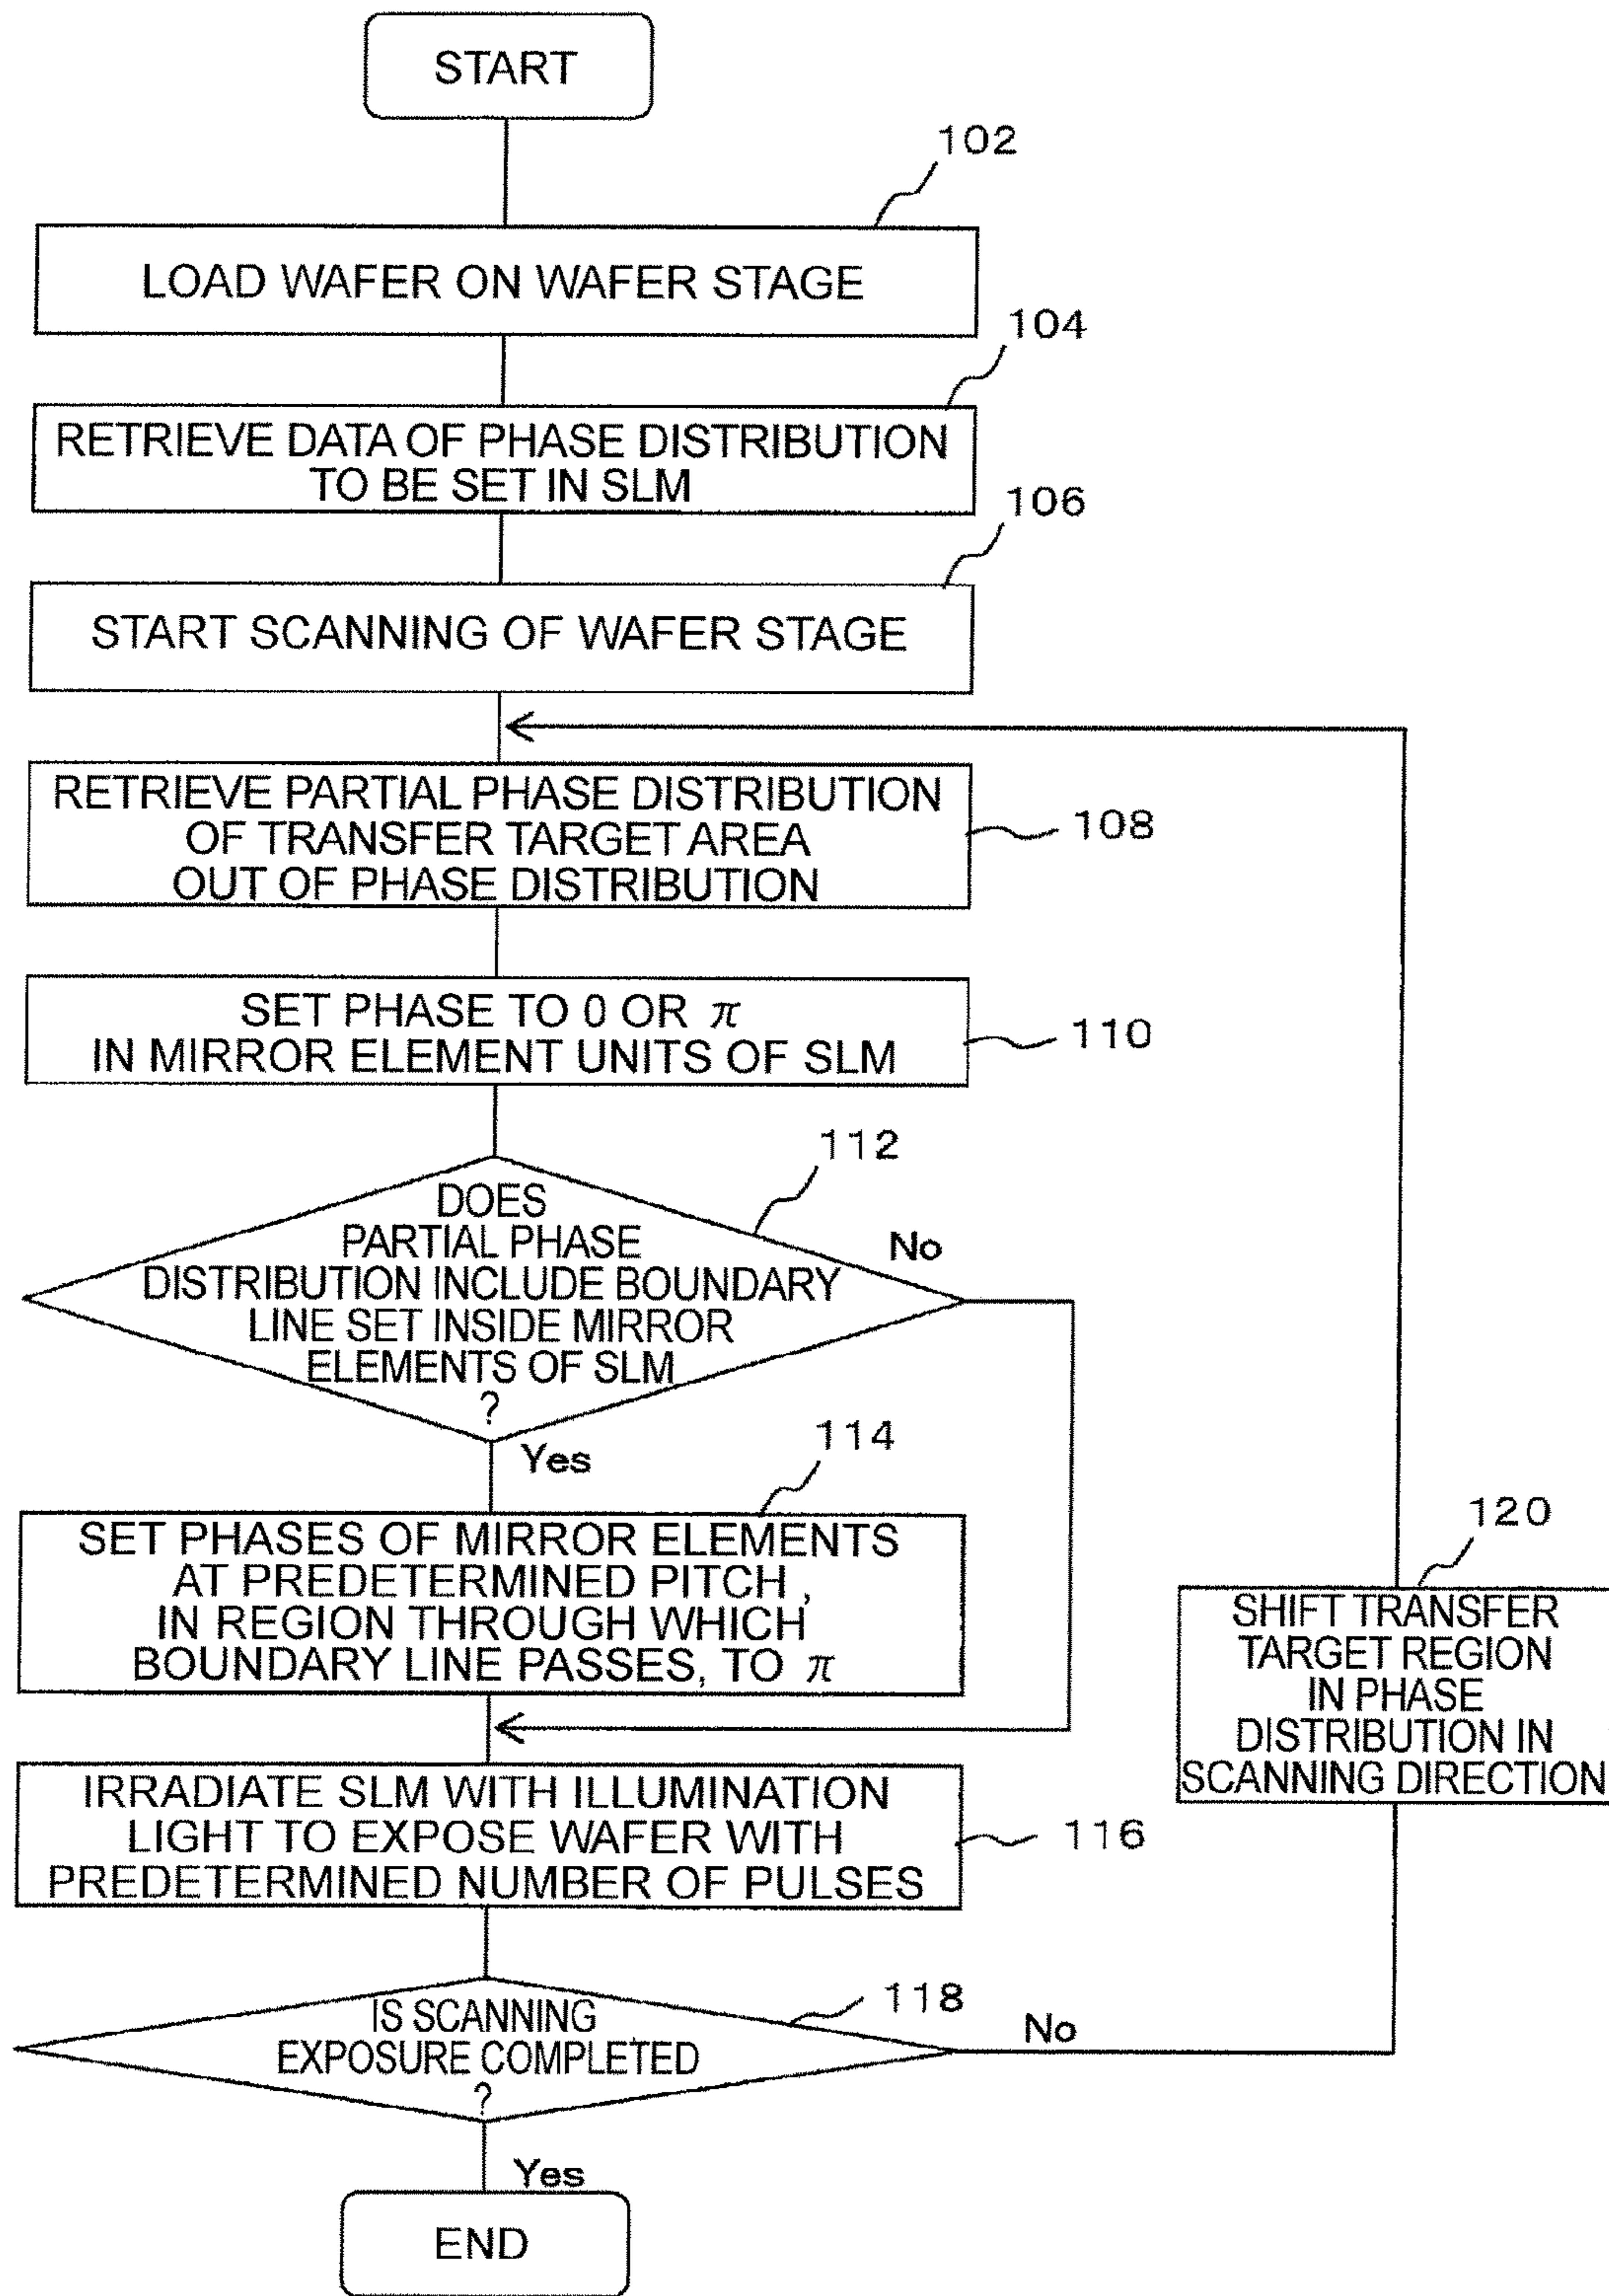 START
102
LOAD WAFER ON WAFER STAGE
104
RETRIEVE DATA OF PHASE DISTRIBUTION
TO BE SET IN SLM
106
START SCANNING OF WAFER STAGE
RETRIEVE PARTIAL PHASE DISTRIBUTION
OF TRANSFER TARGET AREA
OUT OF PHASE DISTRIBUTION
108
SET PHASE TO 0 OR π
IN MIRROR ELEMENT UNITS OF SLM
110
112
DOES
PARTIAL PHASE
DISTRIBUTION INCLUDE BOUNDARY
LINE SET INSIDE MIRROR
ELEMENTS OF SLM
?
No
Yes
114
SET PHASES OF MIRROR ELEMENTS
AT PREDETERMINED PITCH,
IN REGION THROUGH WHICH
BOUNDARY LINE PASSES, TO π
120
SHIFT TRANSFER
TARGET REGION
IN PHASE
DISTRIBUTION IN
SCANNING DIRECTION
IRRADIATE SLM WITH ILLUMINATION
LIGHT TO EXPOSE WAFER WITH
PREDETERMINED NUMBER OF PULSES
116
118
IS SCANNING
EXPOSURE COMPLETED
?
No
Yes
END